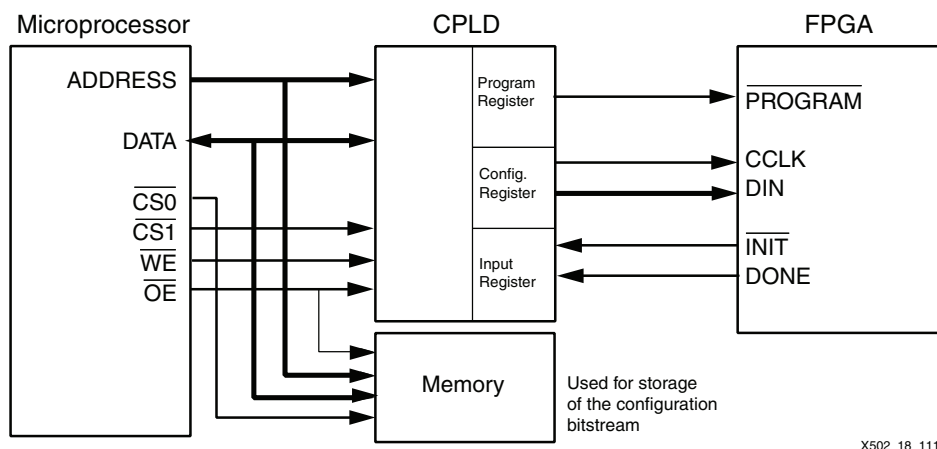 Microprocessor
CPLD
FPGA
ADDRESS
DATA
CS0
CS1
WE
OE
Program
Register
Config.
Register
Input
Register
PROGRAM
CCLK
DIN
INIT
DONE
Memory
Used for storage
of the configuration
bitstream
X502_18_111